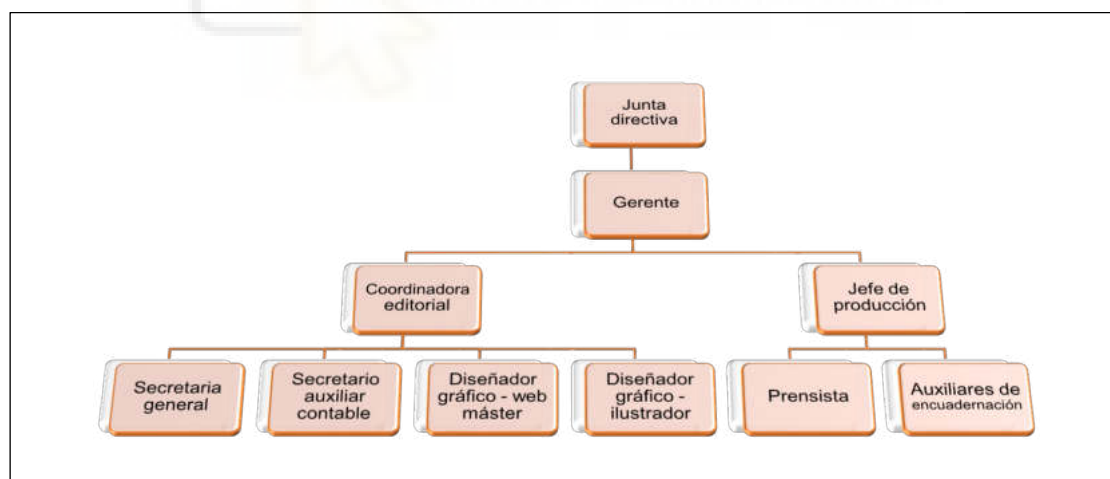 Junta
directiva
Gerente
Coordinadora
editorial
Jefe de
producción
Secretaria
general
Secretario
auxiliar
contable
Diseñador
gráfico - web
máster
Diseñador
gráfico -
ilustrador
Prensista
Auxiliares de
encuadernación